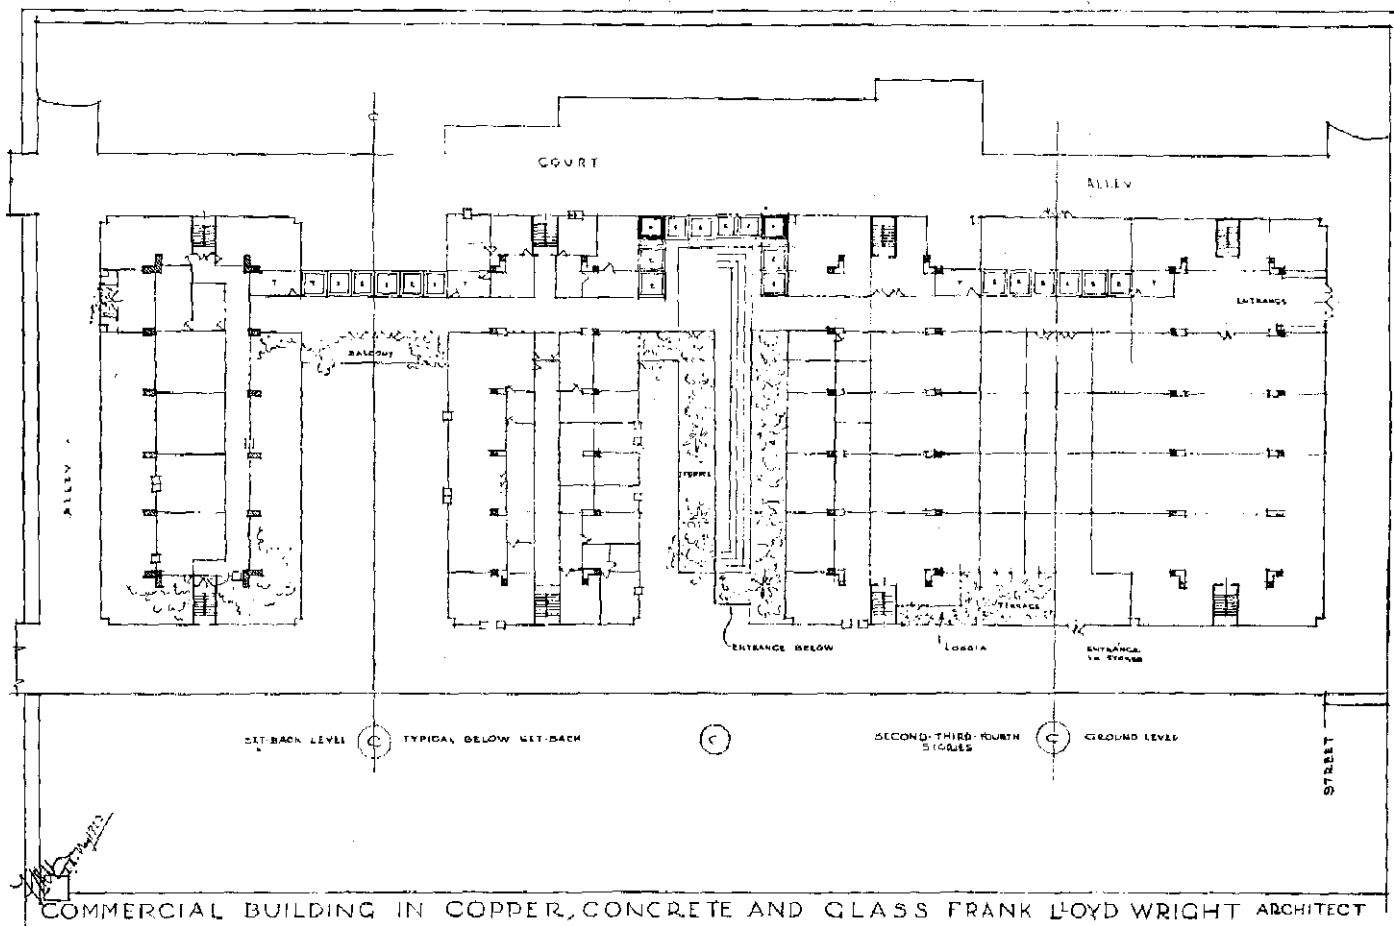 COURT
ALLEY
ENTRANCE
BALCONY
ALLEY
TERRACE
ENTRANCE BELOW
LOGGIA
ENTRANCE
TO STORES
SET-BACK LEVEL
C
TYPICAL BELOW SET-BACK
C
SECOND-THIRD-FOURTH
STORIES
C
GROUND LEVEL
STREET
COMMERCIAL BUILDING IN COPPER, CONCRETE AND GLASS FRANK LLOYD WRIGHT ARCHITECT